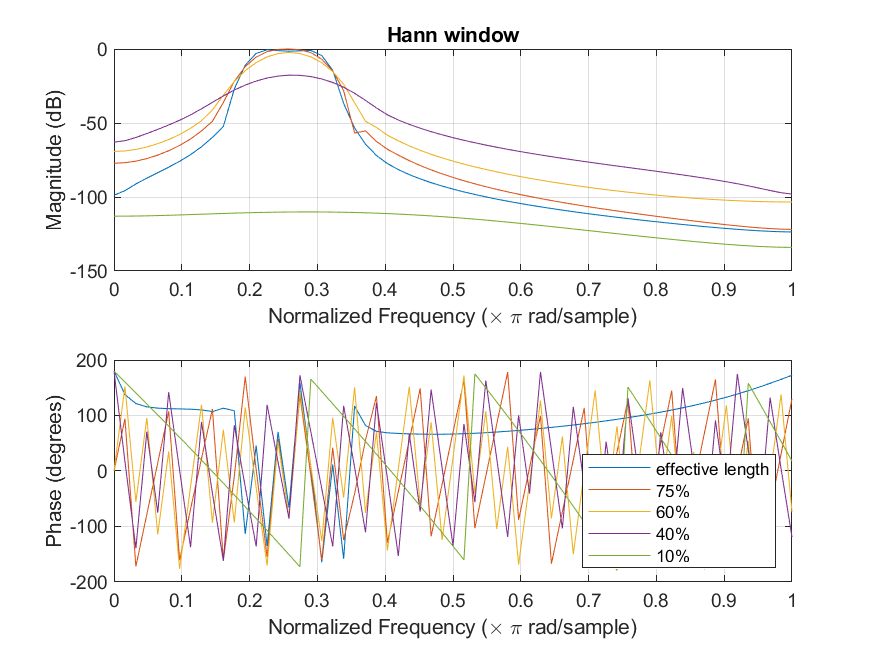 Hann window
Magnitude (dB)
0
-50
-100
-150
0 0.1 0.2 0.3 0.4 0.5 0.6 0.7 0.8 0.9 1
Normalized Frequency (× π rad/sample)
Phase (degrees)
200
100
0
-100
-200
effective length
75%
60%
40%
10%
0 0.1 0.2 0.3 0.4 0.5 0.6 0.7 0.8 0.9 1
Normalized Frequency (× π rad/sample)